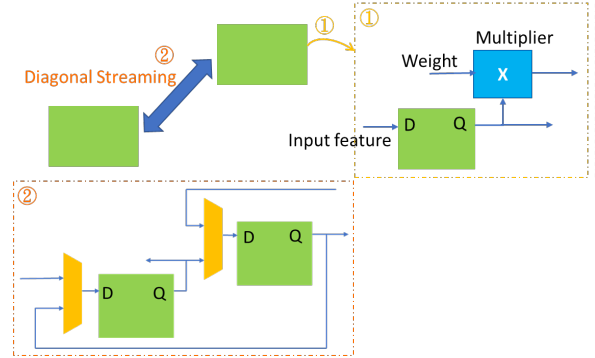 ①
①
②
Diagonal Streaming
Multiplier
Weight
X
D
Q
Input feature
②
D
Q
D
Q